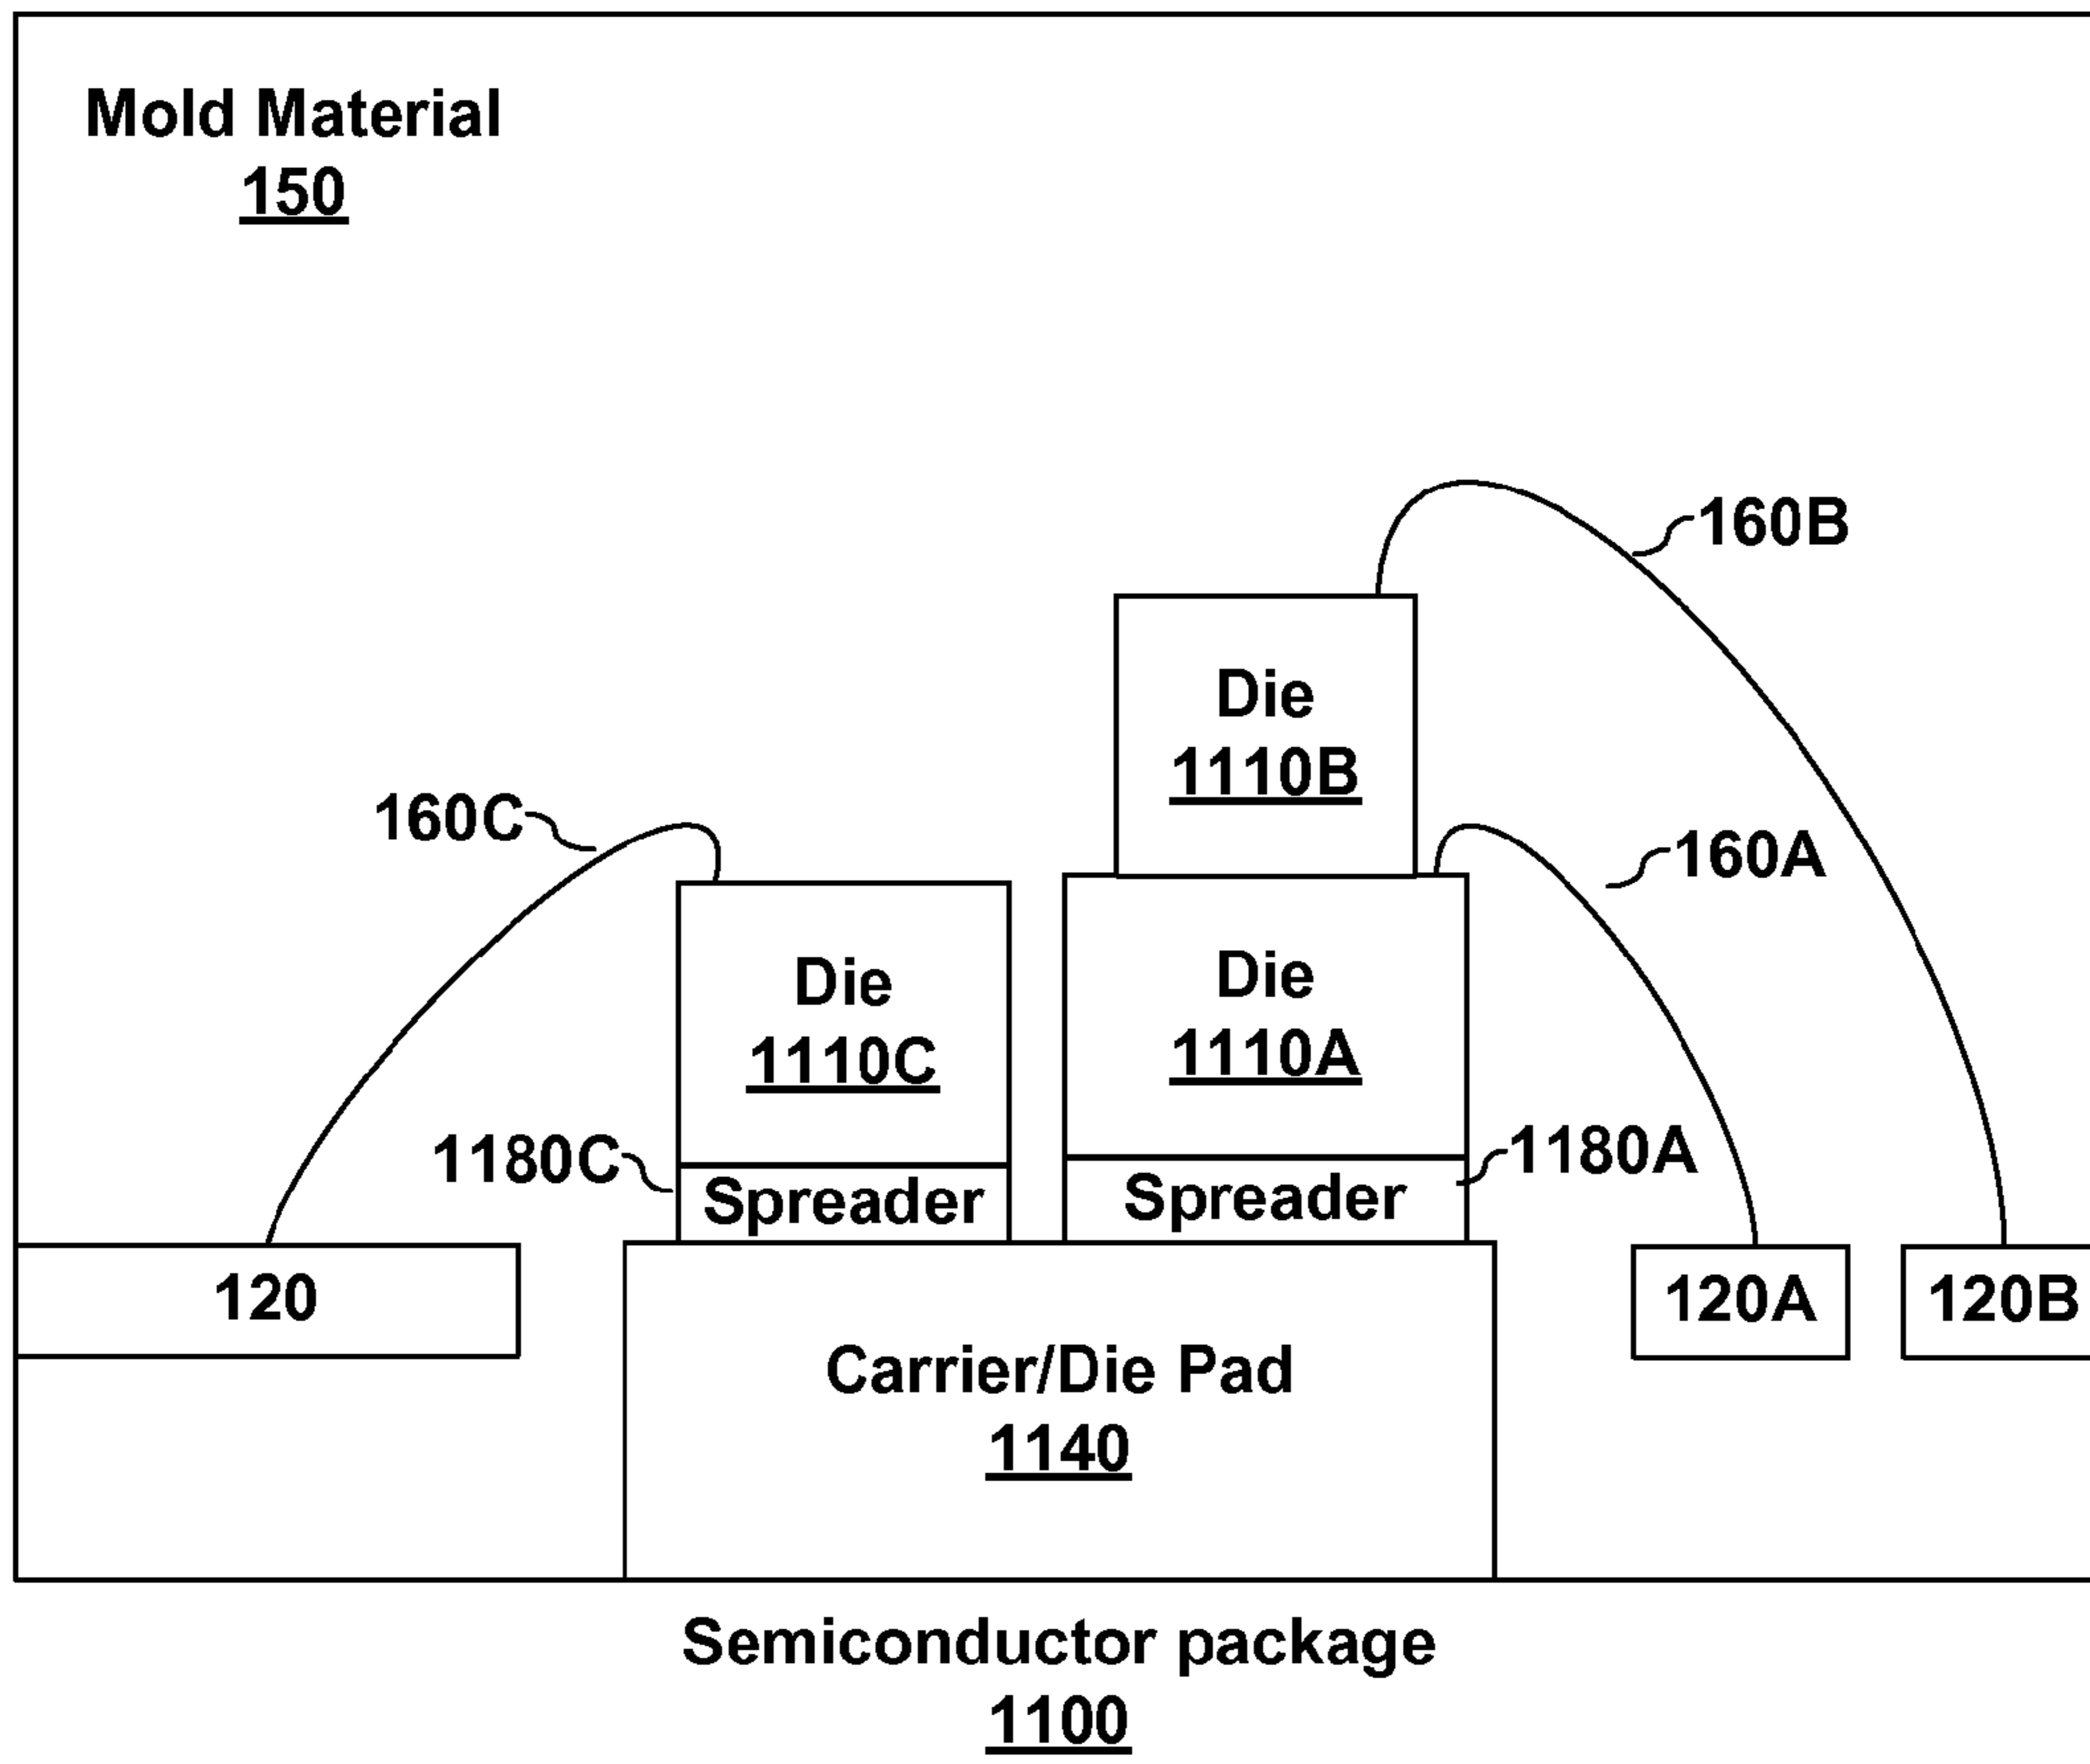 Mold Material
150
160B
Die
1110B
160C
160A
Die
1110C
Die
1110A
1180C
1180A
Spreader
Spreader
120
120A
120B
Carrier/Die Pad
1140
Semiconductor package
1100